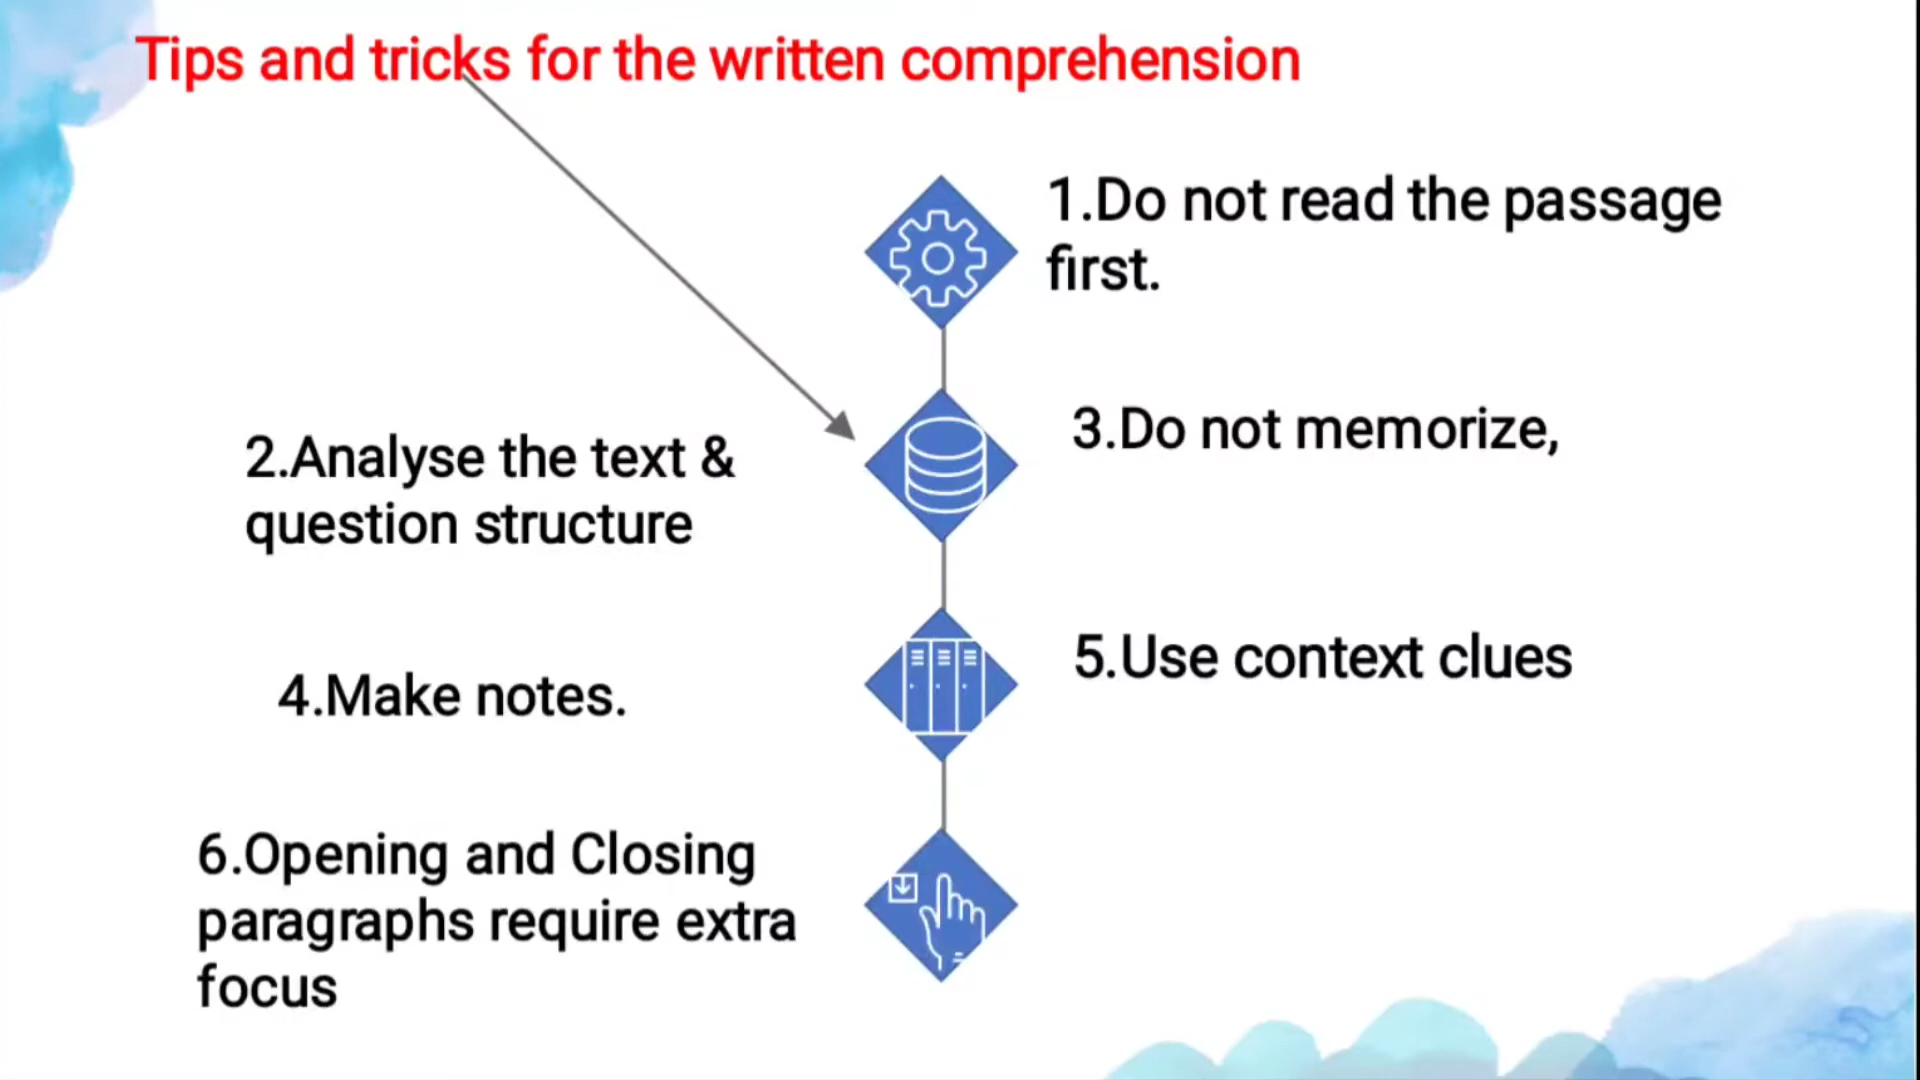 Tips and tricks for the written comprehension
1.Do not read the passage
first.
2.Analyse the text &
question structure
3.Do not memorize,
4.Make notes.
5.Use context clues
6.Opening and Closing
paragraphs require extra
focus